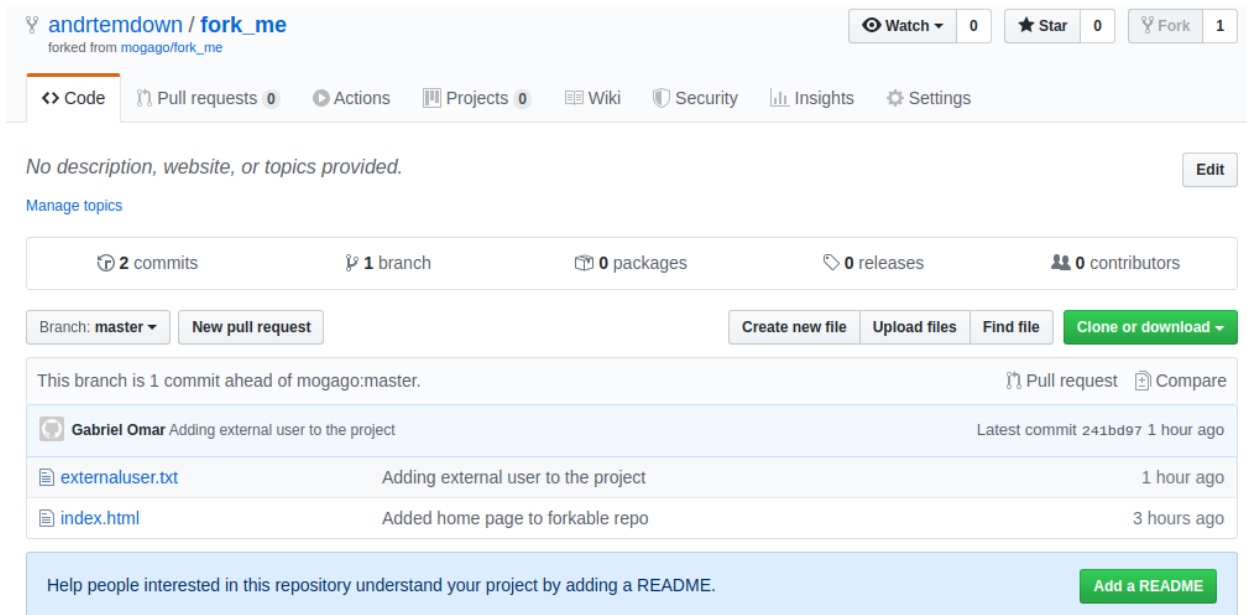 andrtemdown / fork_me
Watch 0 Star 0 Fork 1
forked from mogago/fork_me
<> Code Pull requests 0 Actions Projects 0 Wiki Security Insights Settings
No description, website, or topics provided.
Edit
Manage topics
2 commits 1 branch 0 packages 0 releases 0 contributors
Branch: master New pull request Create new file Upload files Find file Clone or download
This branch is 1 commit ahead of mogago:master. Pull request Compare
Gabriel Omar Adding external user to the project Latest commit 241bd97 1 hour ago
externaluser.txt Adding external user to the project 1 hour ago
index.html Added home page to forkable repo 3 hours ago
Help people interested in this repository understand your project by adding a README. Add a README